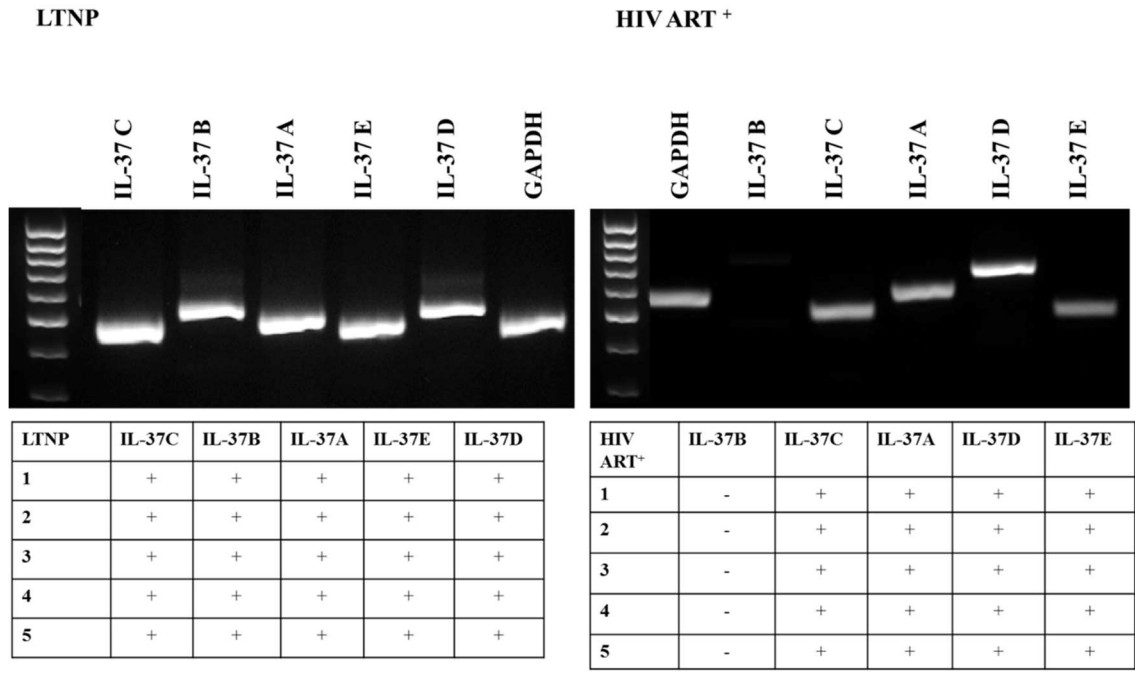 LTNP
HIV ART +
IL-37 C
IL-37 B
IL-37 A
IL-37 E
IL-37 D
GAPDH
GAPDH
IL-37 B
IL-37 C
IL-37 A
IL-37 D
IL-37 E
LTNP IL-37C IL-37B IL-37A IL-37E IL-37D
1 + + + + +
2 + + + + +
3 + + + + +
4 + + + + +
5 + + + + +
HIV IL-37B IL-37C IL-37A IL-37D IL-37E
ART+
1 - + + + +
2 - + + + +
3 - + + + +
4 - + + + +
5 - + + + +